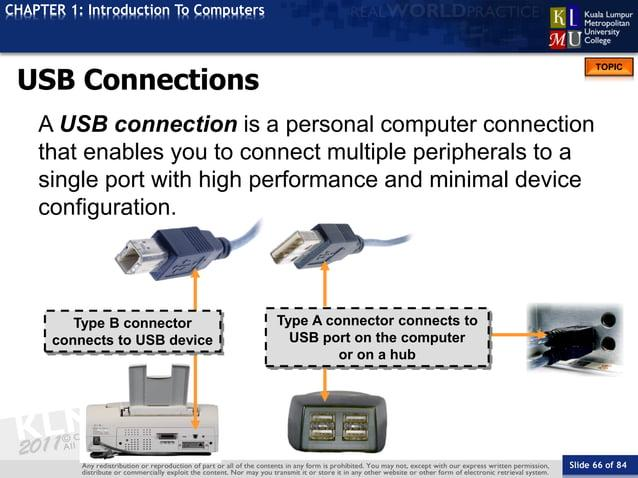 CHAPTER 1: Introduction To Computers
REALWORLDPRACTICE
KL
MU
Kuala Lumpur
Metropolitan
University
College
TOPIC
USB Connections
A USB connection is a personal computer connection
that enables you to connect multiple peripherals to a
single port with high performance and minimal device
configuration.
Type B connector
connects to USB device
Type A connector connects to
USB port on the computer
or on a hub
KLM
2011 © C
All
Any redistribution or reproduction of part or all of the contents in any form is prohibited. You may not, except with our express written permission,
distribute or commercially exploit the content. Nor may you transmit it or store it in any other website or other form of electronic retrieval system.
Slide 66 of 84